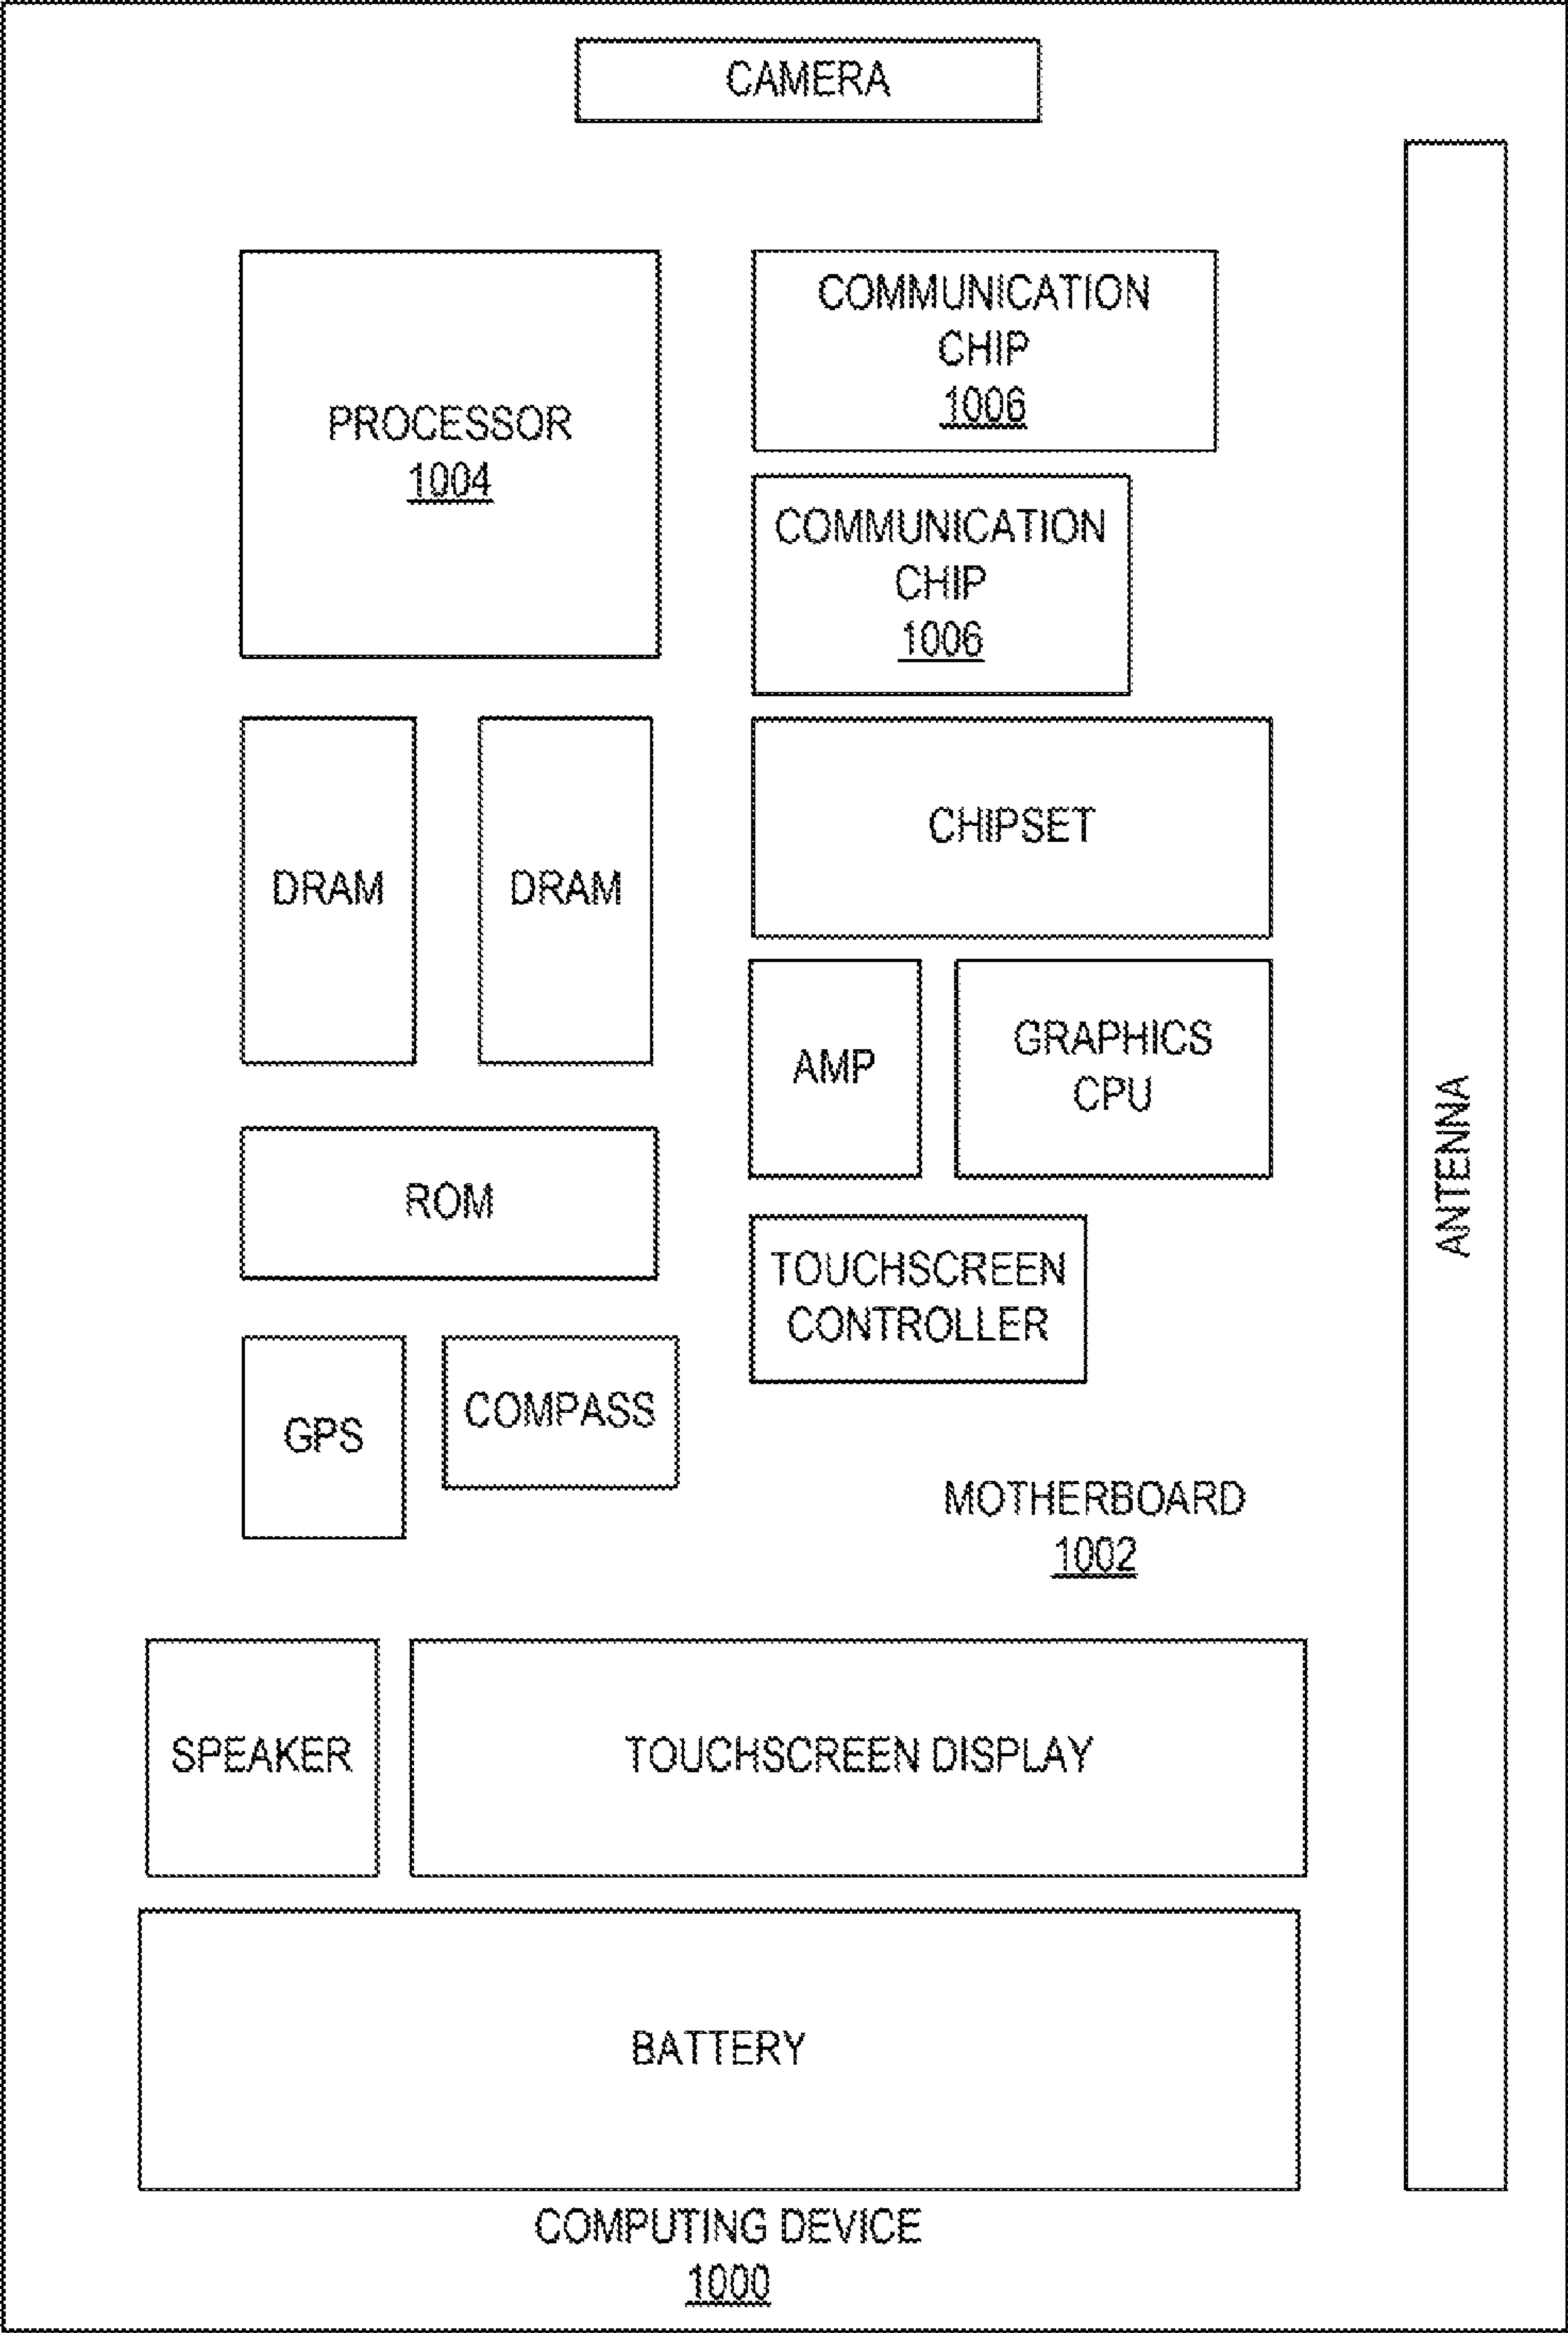 CAMERA
PROCESSOR
1004
COMMUNICATION
CHIP
1006
COMMUNICATION
CHIP
1006
DRAM
DRAM
CHIPSET
AMP
GRAPHICS
CPU
ROM
TOUCHSCREEN
CONTROLLER
GPS
COMPASS
MOTHERBOARD
1002
ANTENNA
SPEAKER
TOUCHSCREEN DISPLAY
BATTERY
COMPUTING DEVICE
1000